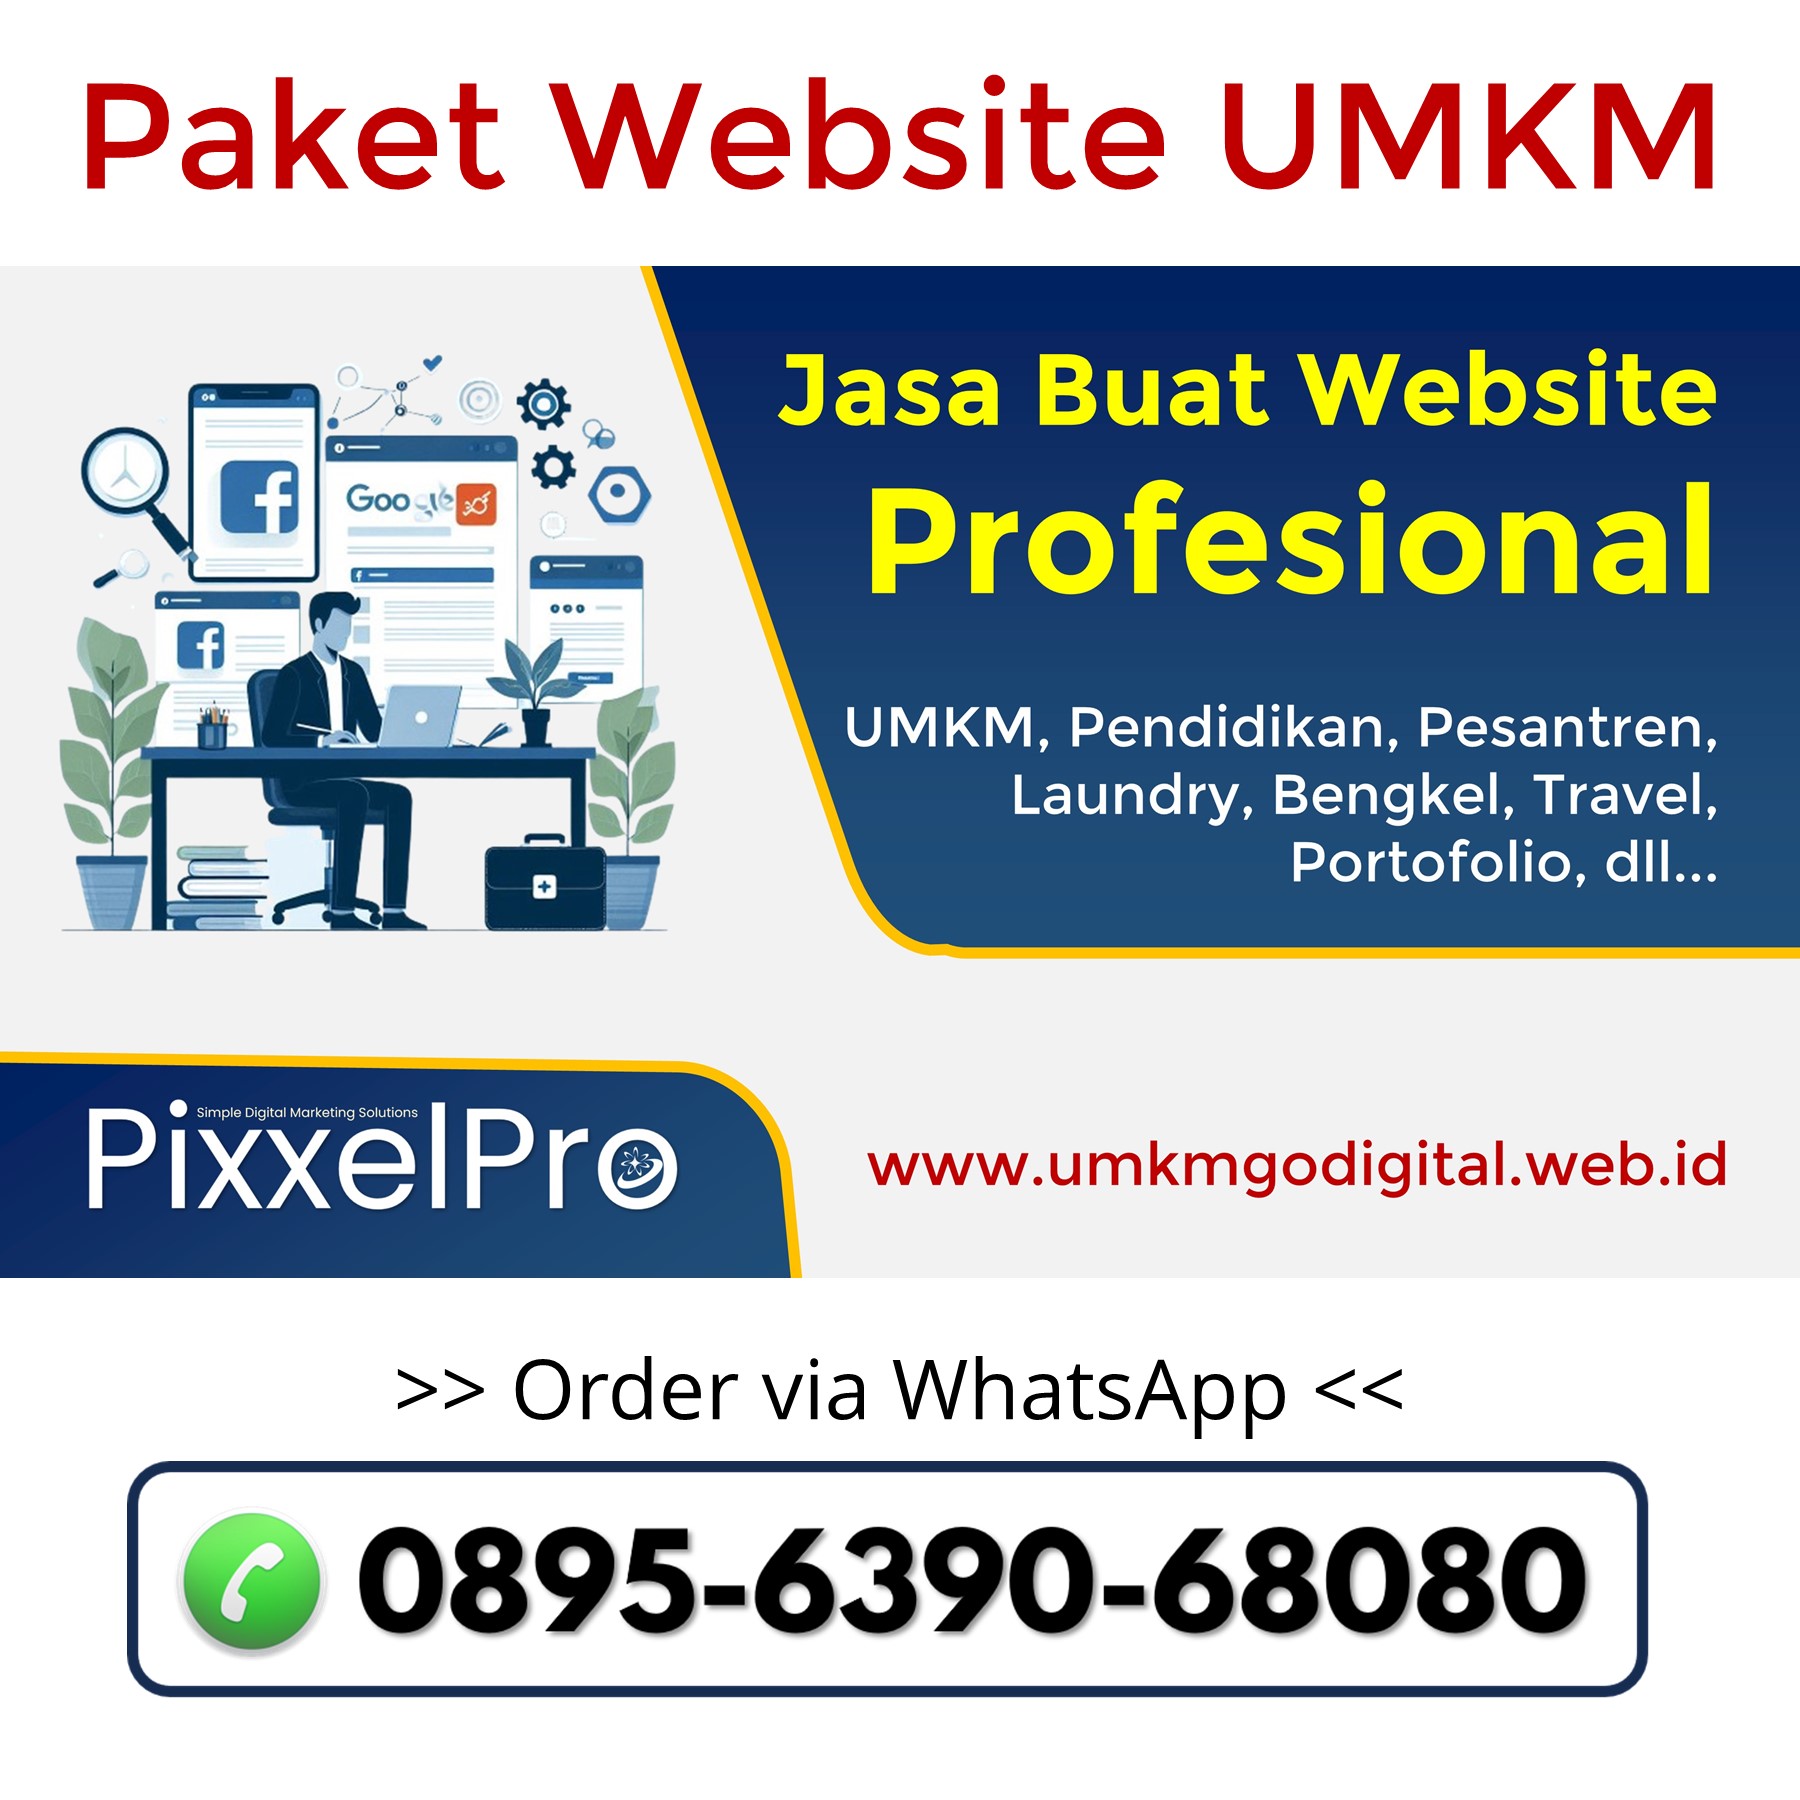 Paket Website UMKM
Jasa Buat Website
Profesional
Google
UMKM, Pendidikan, Pesantren,
Laundry, Bengkel, Travel,
Portofolio, dll...
Simple Digital Marketing Solutions
PixxelPro
www.umkmgodigital.web.id
>> Order via WhatsApp <<
0895-6390-68080